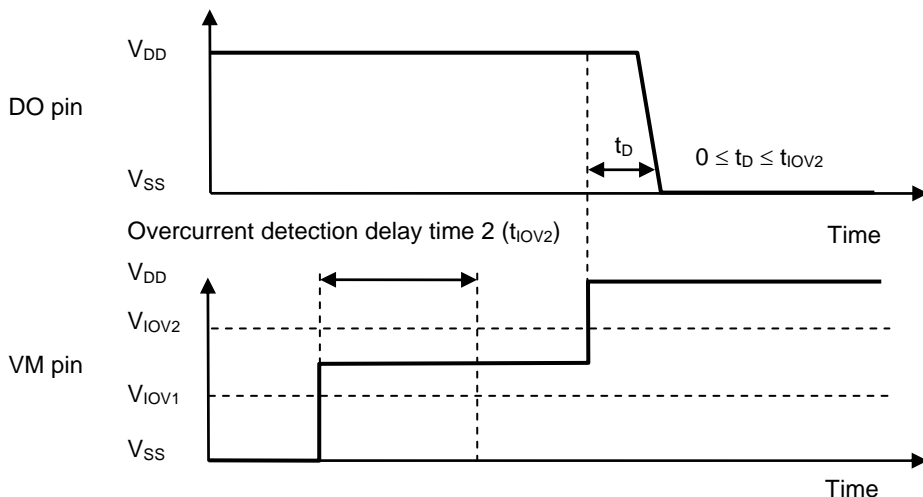 V_DD
DO pin
t_D
0 ≤ t_D ≤ t_IOV2
V_SS
Overcurrent detection delay time 2 (t_IOV2)
Time
V_DD
V_IOV2
VM pin
V_IOV1
V_SS
Time